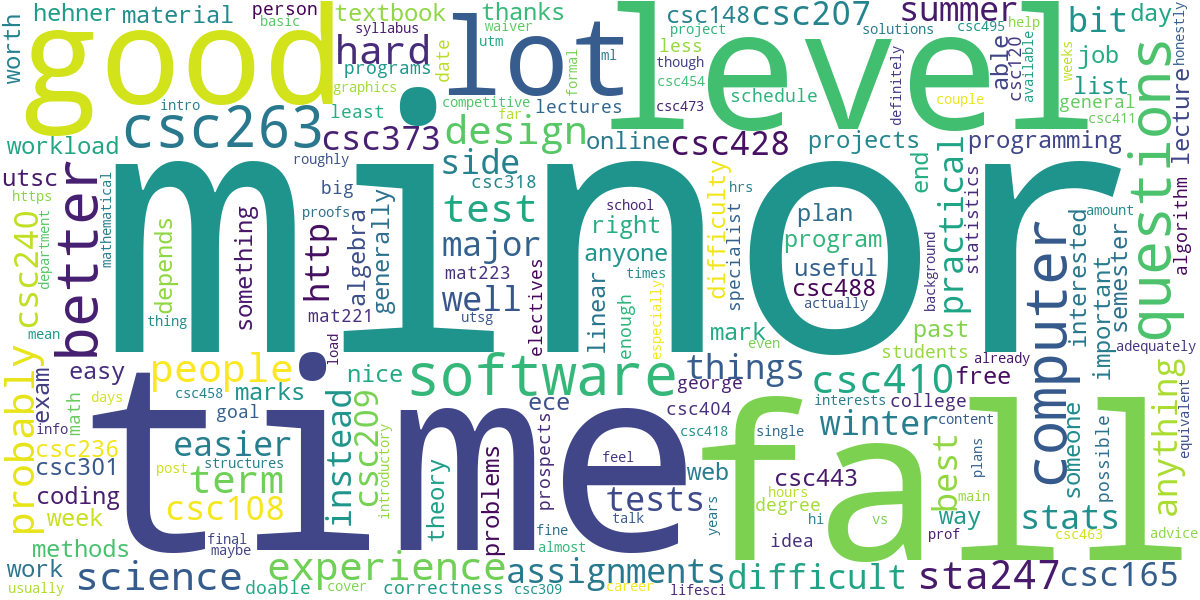 hehner
material
person
basic
textbook
thanks
waiver
csc148
csc207
summer
help
bit
day
worth
good
syllabus
hard
utm
date
lot
project
level
solutions
csc495
less
though
able
csc120
available
weeks
job
honestly
programs
graphics
formal
ml
csc454
schedule
definitely
couple
list
general
intro
least
competitive
far
lectures
csc473
csc411
csc263
csc373
design
online
csc428
projects
programming
lecture
questions
workload
roughly
side
difficulty
end
practical
statistics
algorithm
utsc
better
mathematical
minor
big
csc318
test
school
right
hrs
plan
background
amount
https
department
csc240
depends
something
http
proofs
algebra
generally
major
mat223
anyone
times
specialist
program
useful
csc488
actually
computer
interested
important
semester
mean
thing
mat221
load
well
utsg
electives
linear
enough
especially
mark
even
past
students
already
adequately
probably
exam
easy
people
nice
software
things
csc410
free
george
math
days
marks
csc458
goal
instead
csc209
ece
csc404
interests
college
winter
content
someone
possible
anything
equivalent
info
csc236
csc301
easier
structures
introductory
time
theory
problems
prospects
feel
csc418
single
fall
best
plans
post
term
coding
csc108
tests
web
csc443
hours
degree
main
way
stats
week
final
maybe
fine
talk
years
hi
vs
idea
prof
csc463
advice
methods
almost
work
usually
science
doable
experience
cover
correctness
assignments
csc309
career
lifesci
difficult
sta247
csc165